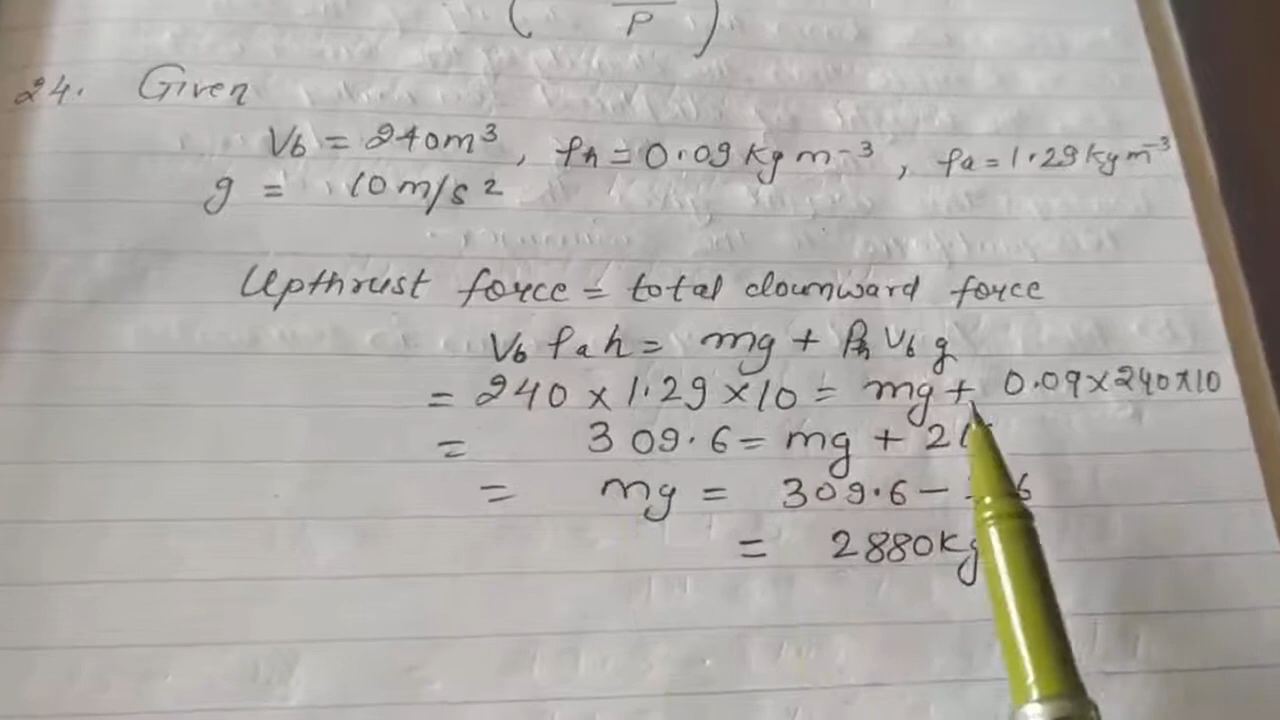 ( P )
24. Given
Vb = 240m³, ρh = 0.09 kg m⁻³, ρa = 1.29 kg m⁻³
g = 10 m/s²
Upthrust force = total downward force
Vb ρa h = mg + ρh Vb g
= 240 × 1.29 × 10 = mg + 0.09×240×10
= 309.6 = mg + 21
= mg = 309.6 - 6
= 2880kg